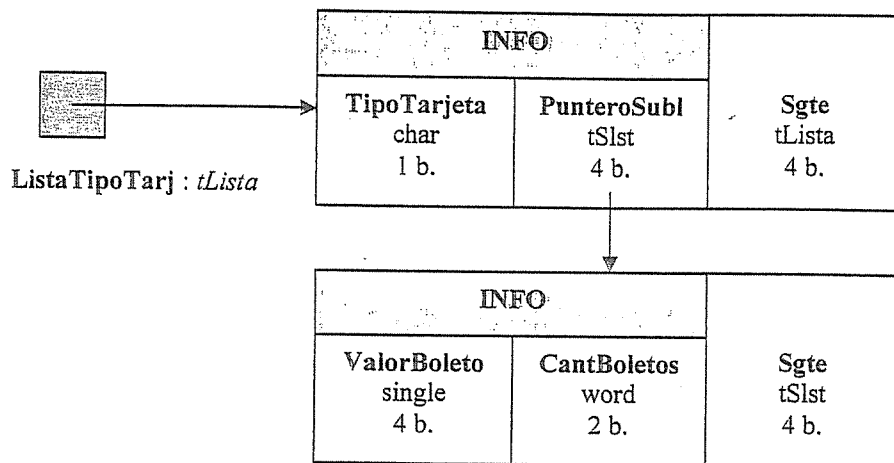 INFO
TipoTarjeta PunteroSubl Sgte
char tSlst tLista
1 b. 4 b. 4 b.
ListaTipoTarj : tLista
INFO
ValorBoleto CantBoletos Sgte
single word tSlst
4 b. 2 b. 4 b.